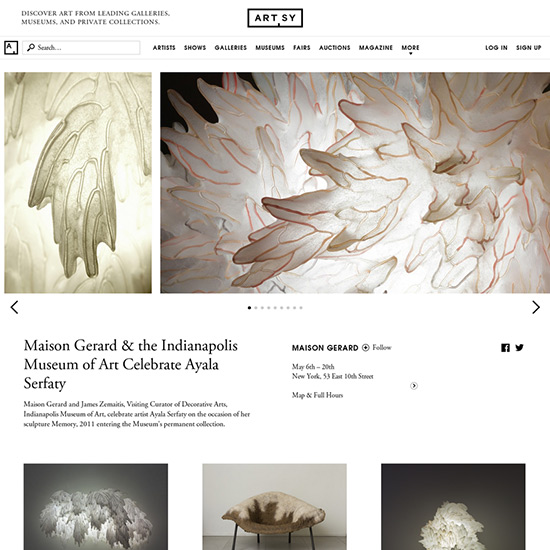 DISCOVER ART FROM LEADING GALLERIES,
MUSEUMS, AND PRIVATE COLLECTIONS.
ARTSY
A
Search...
ARTISTS SHOWS GALLERIES MUSEUMS FAIRS AUCTIONS MAGAZINE MORE
LOG IN SIGN UP
Maison Gerard & the Indianapolis
Museum of Art Celebrate Ayala
Serfaty
Maison Gerard and James Zemaitis, Visiting Curator of Decorative Arts,
Indianapolis Museum of Art, celebrate artist Ayala Serfaty on the occasion of her
sculpture Memory, 2011 entering the Museum's permanent collection.
MAISON GERARD Follow
May 6th – 20th
New York, 53 East 10th Street
Map & Full Hours